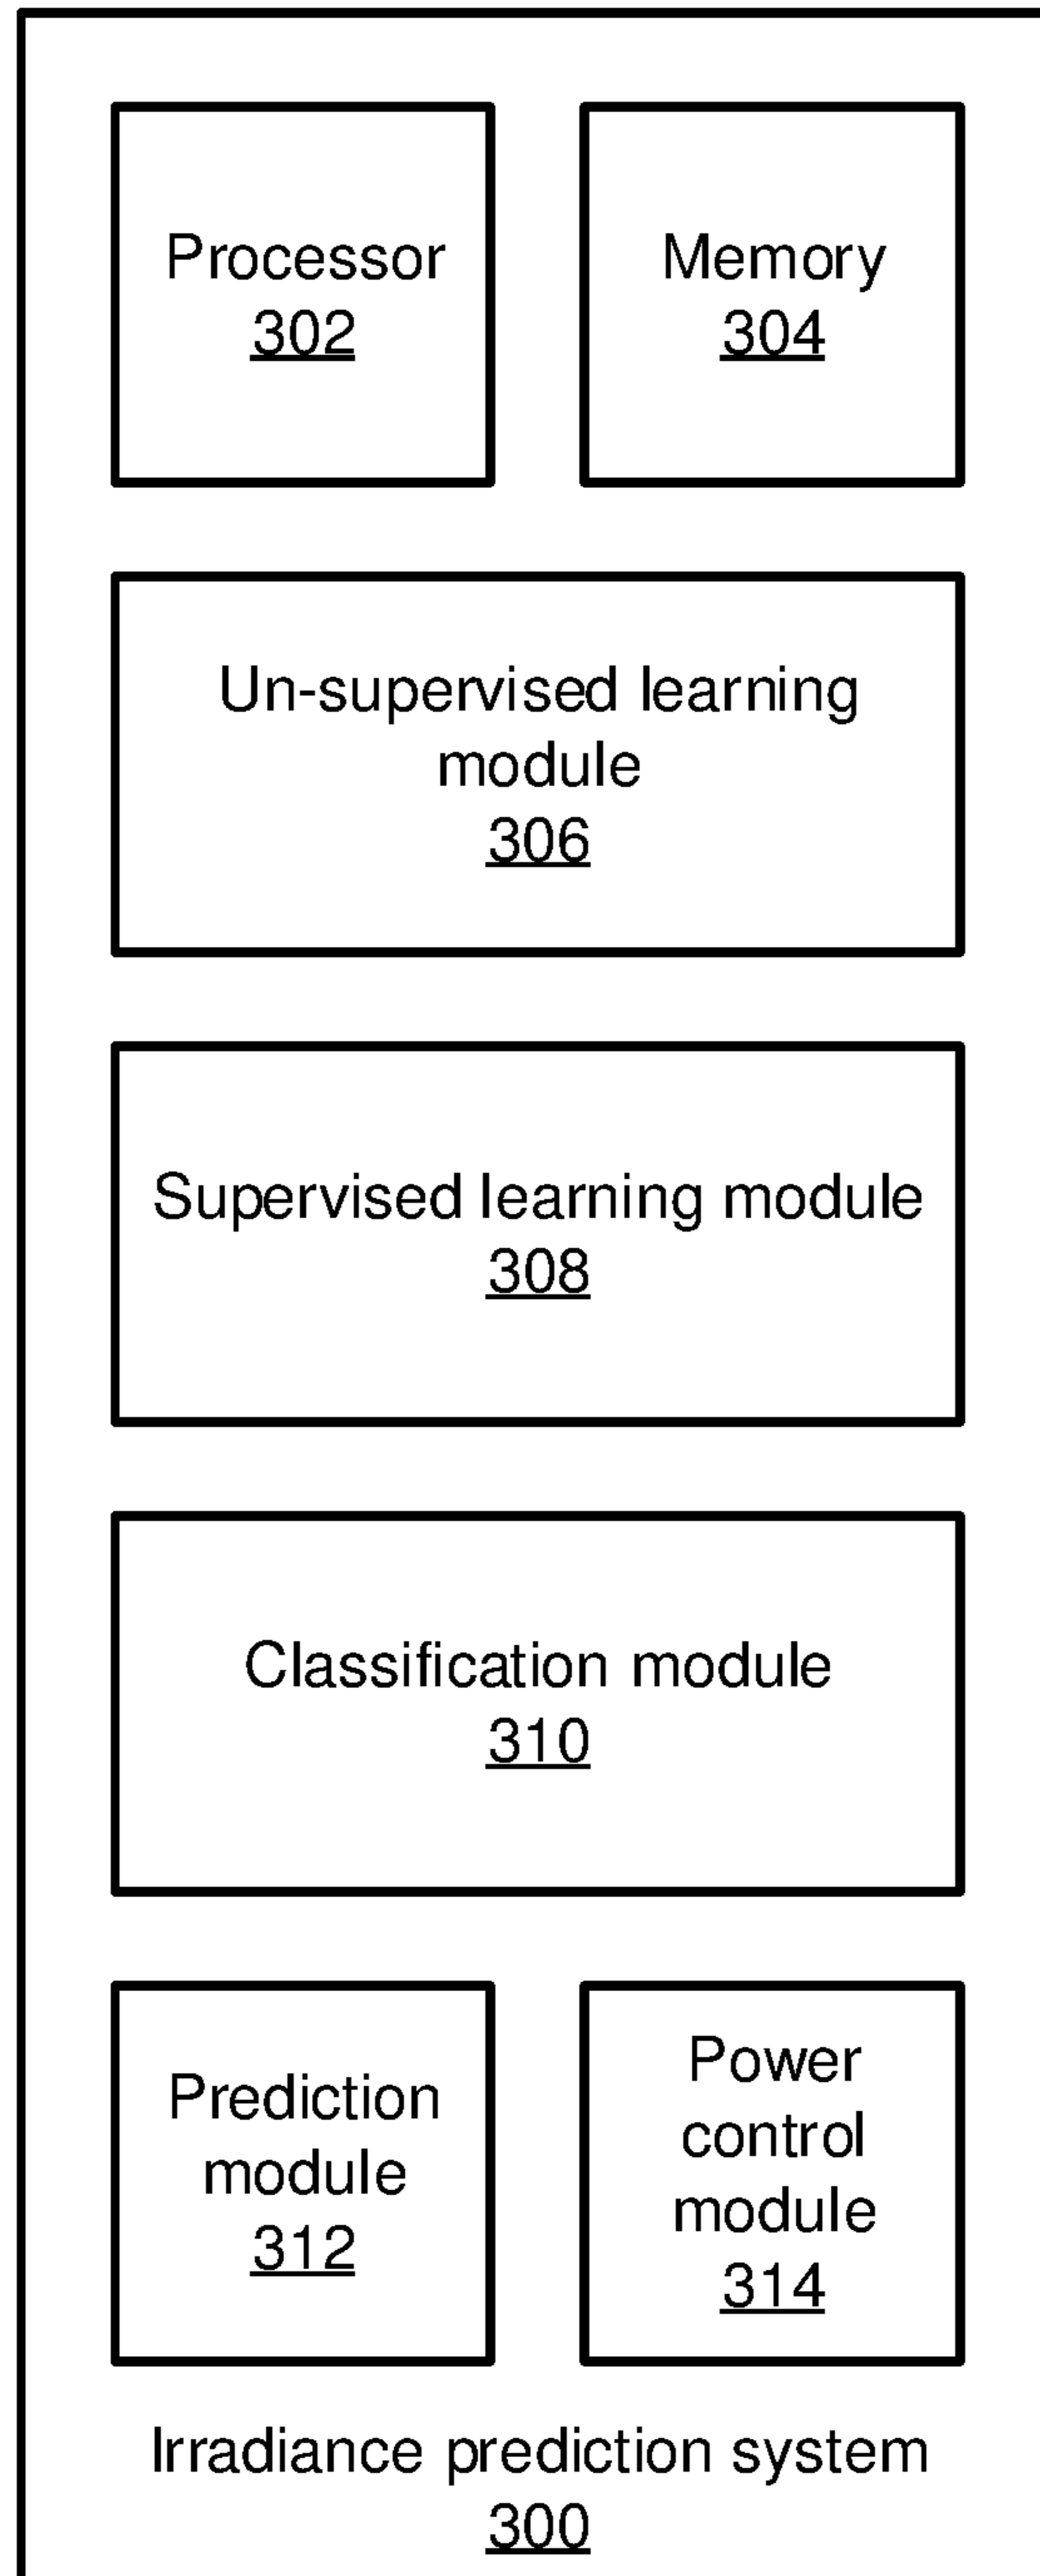 Processor
302
Memory
304
Un-supervised learning
module
306
Supervised learning module
308
Classification module
310
Prediction
module
312
Power
control
module
314
Irradiance prediction system
300